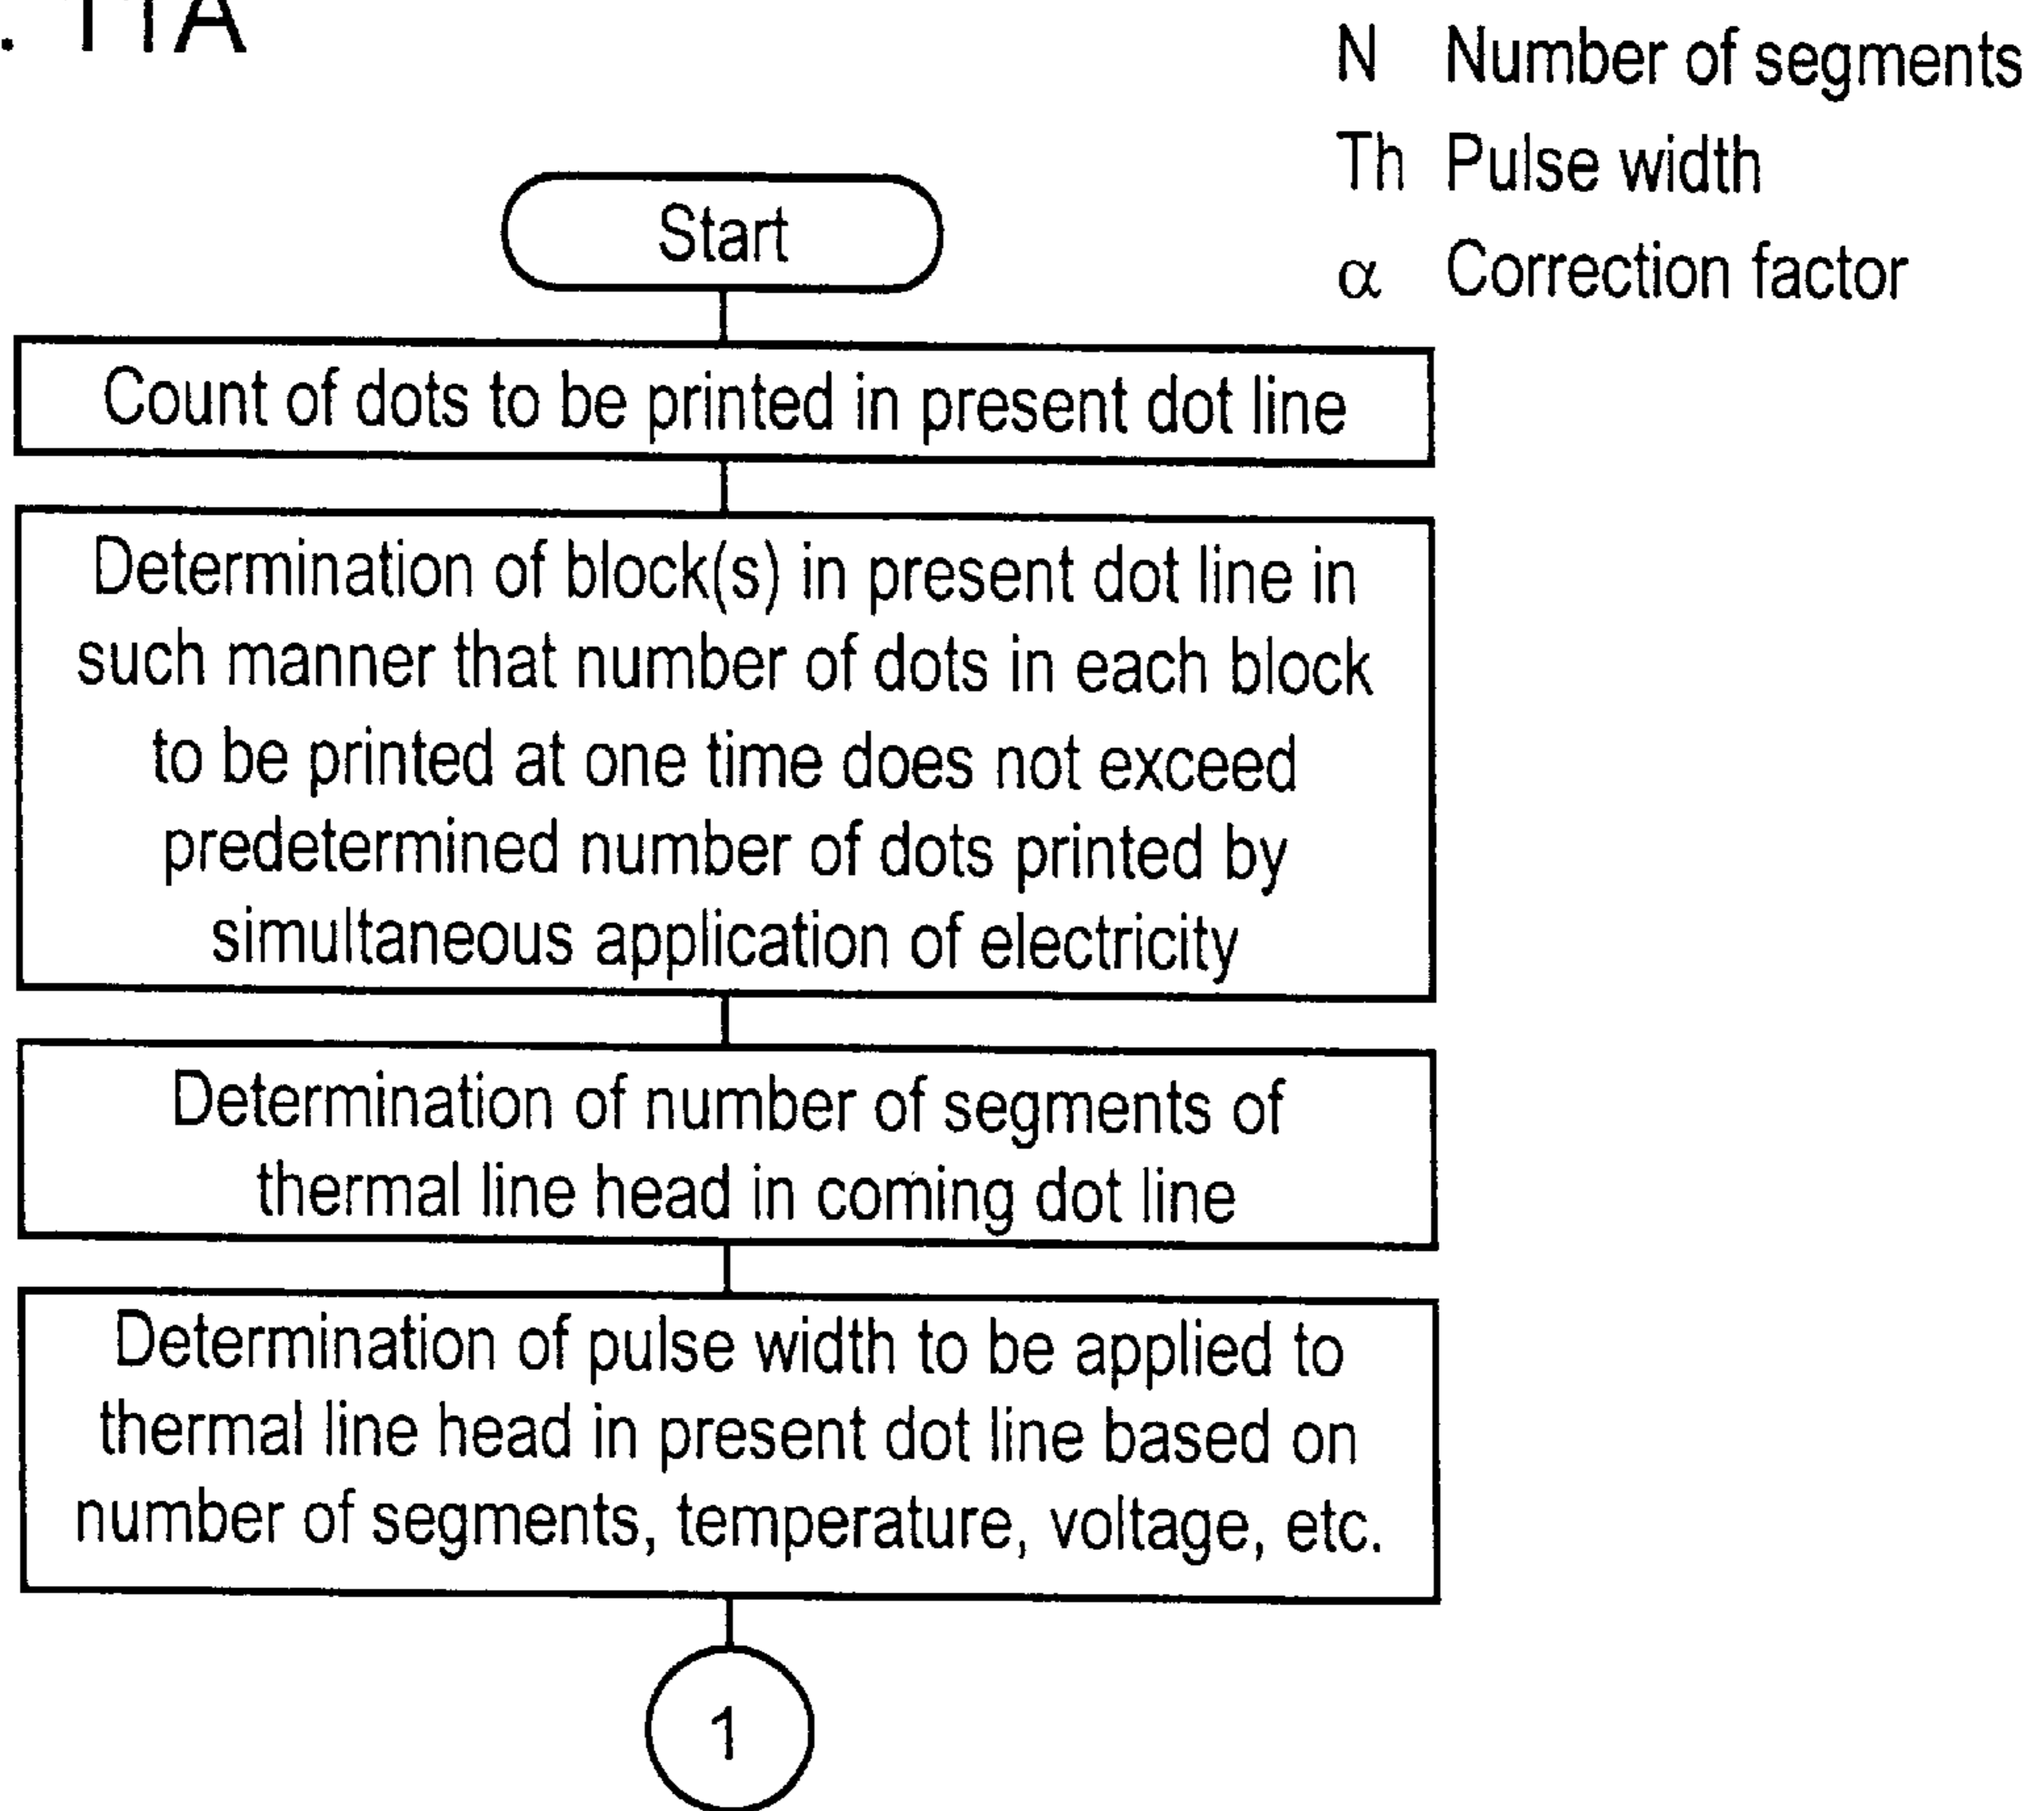 . 11A
N Number of segments
Th Pulse width
α Correction factor
Start
Count of dots to be printed in present dot line
Determination of block(s) in present dot line in
such manner that number of dots in each block
to be printed at one time does not exceed
predetermined number of dots printed by
simultaneous application of electricity
Determination of number of segments of
thermal line head in coming dot line
Determination of pulse width to be applied to
thermal line head in present dot line based on
number of segments, temperature, voltage, etc.
1